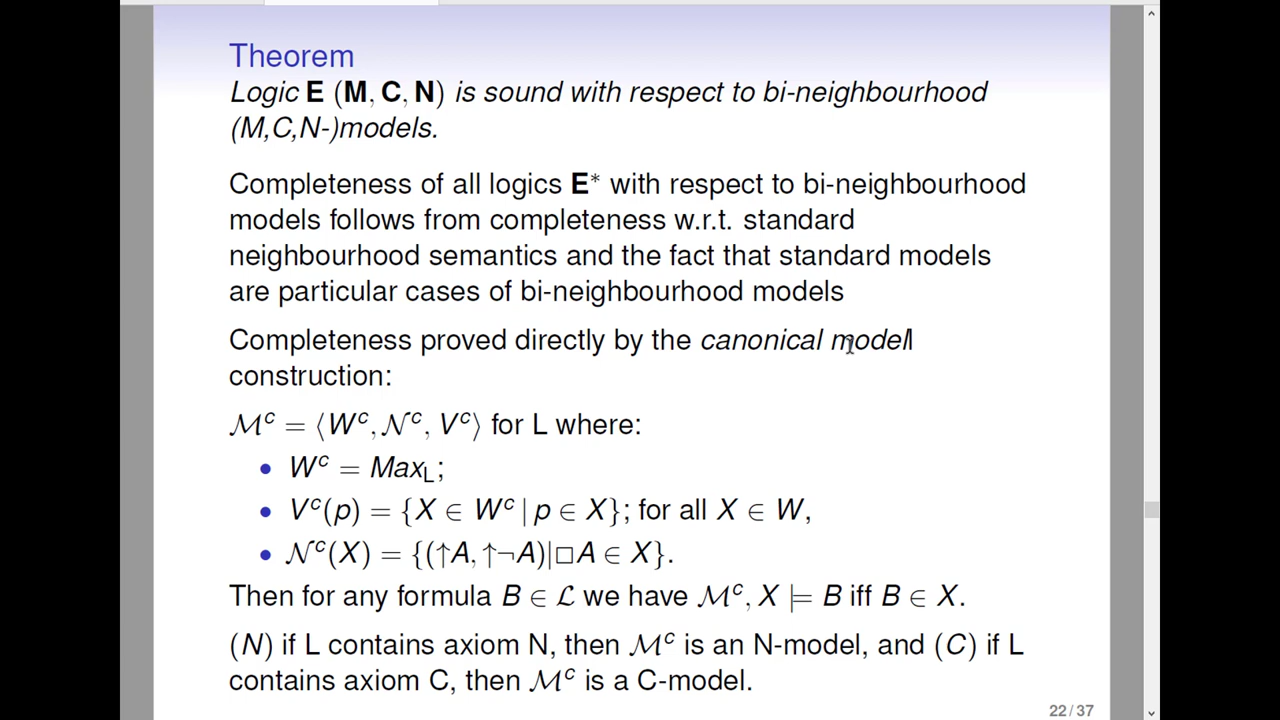 Theorem
Logic E (M, C, N) is sound with respect to bi-neighbourhood
(M,C,N-)models.
Completeness of all logics E* with respect to bi-neighbourhood
models follows from completeness w.r.t. standard
neighbourhood semantics and the fact that standard models
are particular cases of bi-neighbourhood models
Completeness proved directly by the canonical model
construction:
ℳᶜ = ⟨Wᶜ, 𝒩ᶜ, Vᶜ⟩ for L where:
• Wᶜ = Max_L;
• Vᶜ(p) = {X ∈ Wᶜ | p ∈ X}; for all X ∈ W,
• 𝒩ᶜ(X) = {(↑A, ↑¬A)|□A ∈ X}.
Then for any formula B ∈ ℒ we have ℳᶜ, X ⊨ B iff B ∈ X.
(N) if L contains axiom N, then ℳᶜ is an N-model, and (C) if L
contains axiom C, then ℳᶜ is a C-model.
22/37